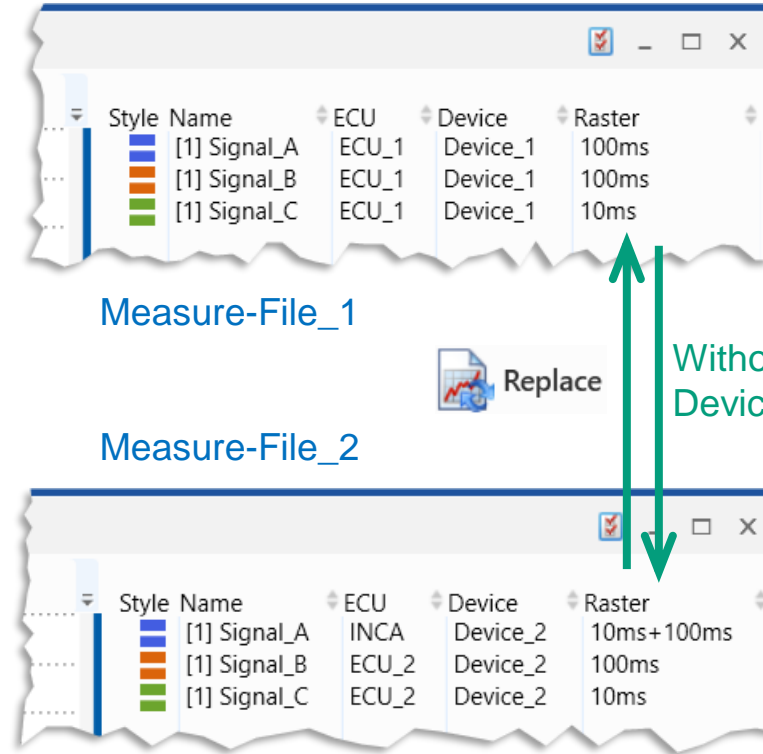 Style Name ECU Device Raster
[1] Signal_A ECU_1 Device_1 100ms
[1] Signal_B ECU_1 Device_1 100ms
[1] Signal_C ECU_1 Device_1 10ms
Measure-File_1
Replace
Measure-File_2
Style Name ECU Device Raster
[1] Signal_A INCA Device_2 10ms+100ms
[1] Signal_B ECU_2 Device_2 100ms
[1] Signal_C ECU_2 Device_2 10ms